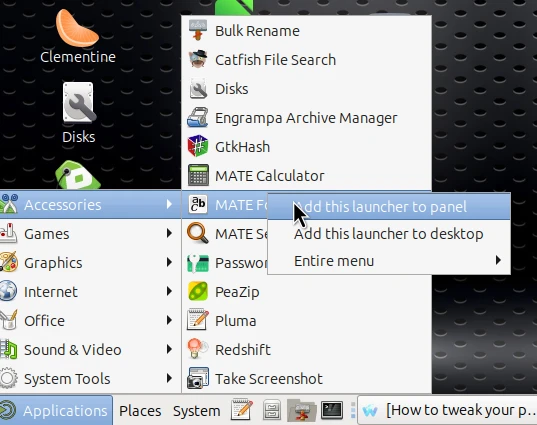 Clementine
Disks
Bulk Rename
Catfish File Search
Disks
Engrampa Archive Manager
GtkHash
MATE Calculator
MATE
MATE
PeaZip
Pluma
Redshift
Take Screenshot
Add this launcher to panel
Add this launcher to desktop
Entire menu
Accessories
Games
Graphics
Internet
Office
Sound & Video
System Tools
Applications
Places
System
[How to tweak your p...